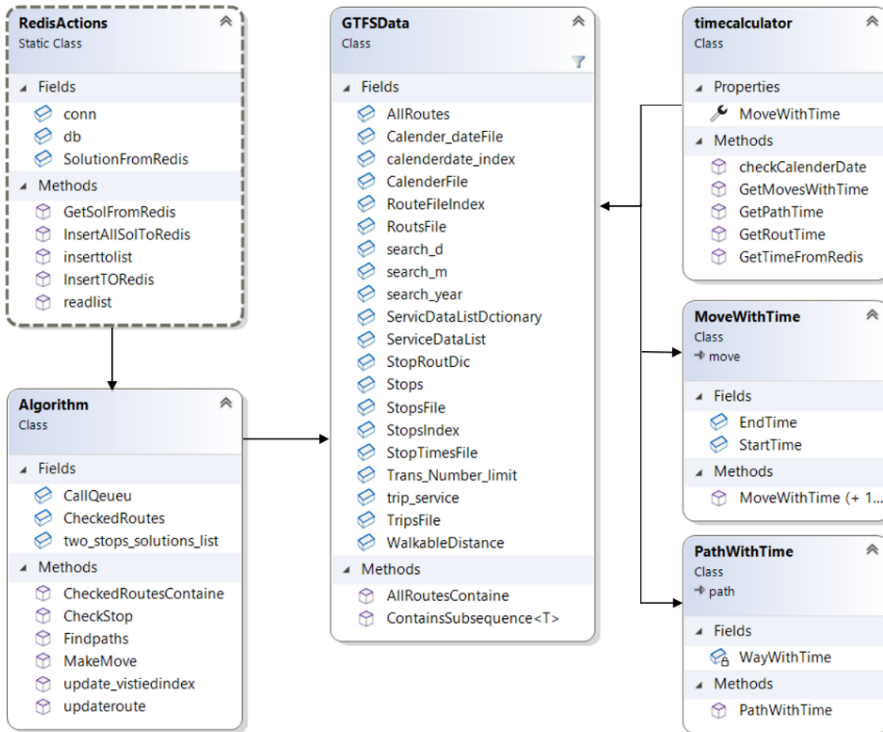 RedisActions
Static Class
Fields
conn
db
SolutionFromRedis
Methods
GetSolFromRedis
InsertAllSolToRedis
inserttolist
InsertTORedis
readlist
Algorithm
Class
Fields
CallQeueu
CheckedRoutes
two_stops_solutions_list
Methods
CheckedRoutesContaine
CheckStop
Findpaths
MakeMove
update_vistiedindex
updateroute
GTFSData
Class
Fields
AllRoutes
Calender_dateFile
calenderdate_index
CalenderFile
RouteFileIndex
RoutsFile
search_d
search_m
search_year
ServicDataListDctionary
ServiceDataList
StopRoutDic
Stops
StopsFile
StopsIndex
StopTimesFile
Trans_Number_limit
trip_service
TripsFile
WalkableDistance
Methods
AllRoutesContaine
ContainsSubsequence<T>
timecalculator
Class
Properties
MoveWithTime
Methods
checkCalenderDate
GetMovesWithTime
GetPathTime
GetRoutTime
GetTimeFromRedis
MoveWithTime
Class
move
Fields
EndTime
StartTime
Methods
MoveWithTime (+ 1...
PathWithTime
Class
path
Fields
WayWithTime
Methods
PathWithTime